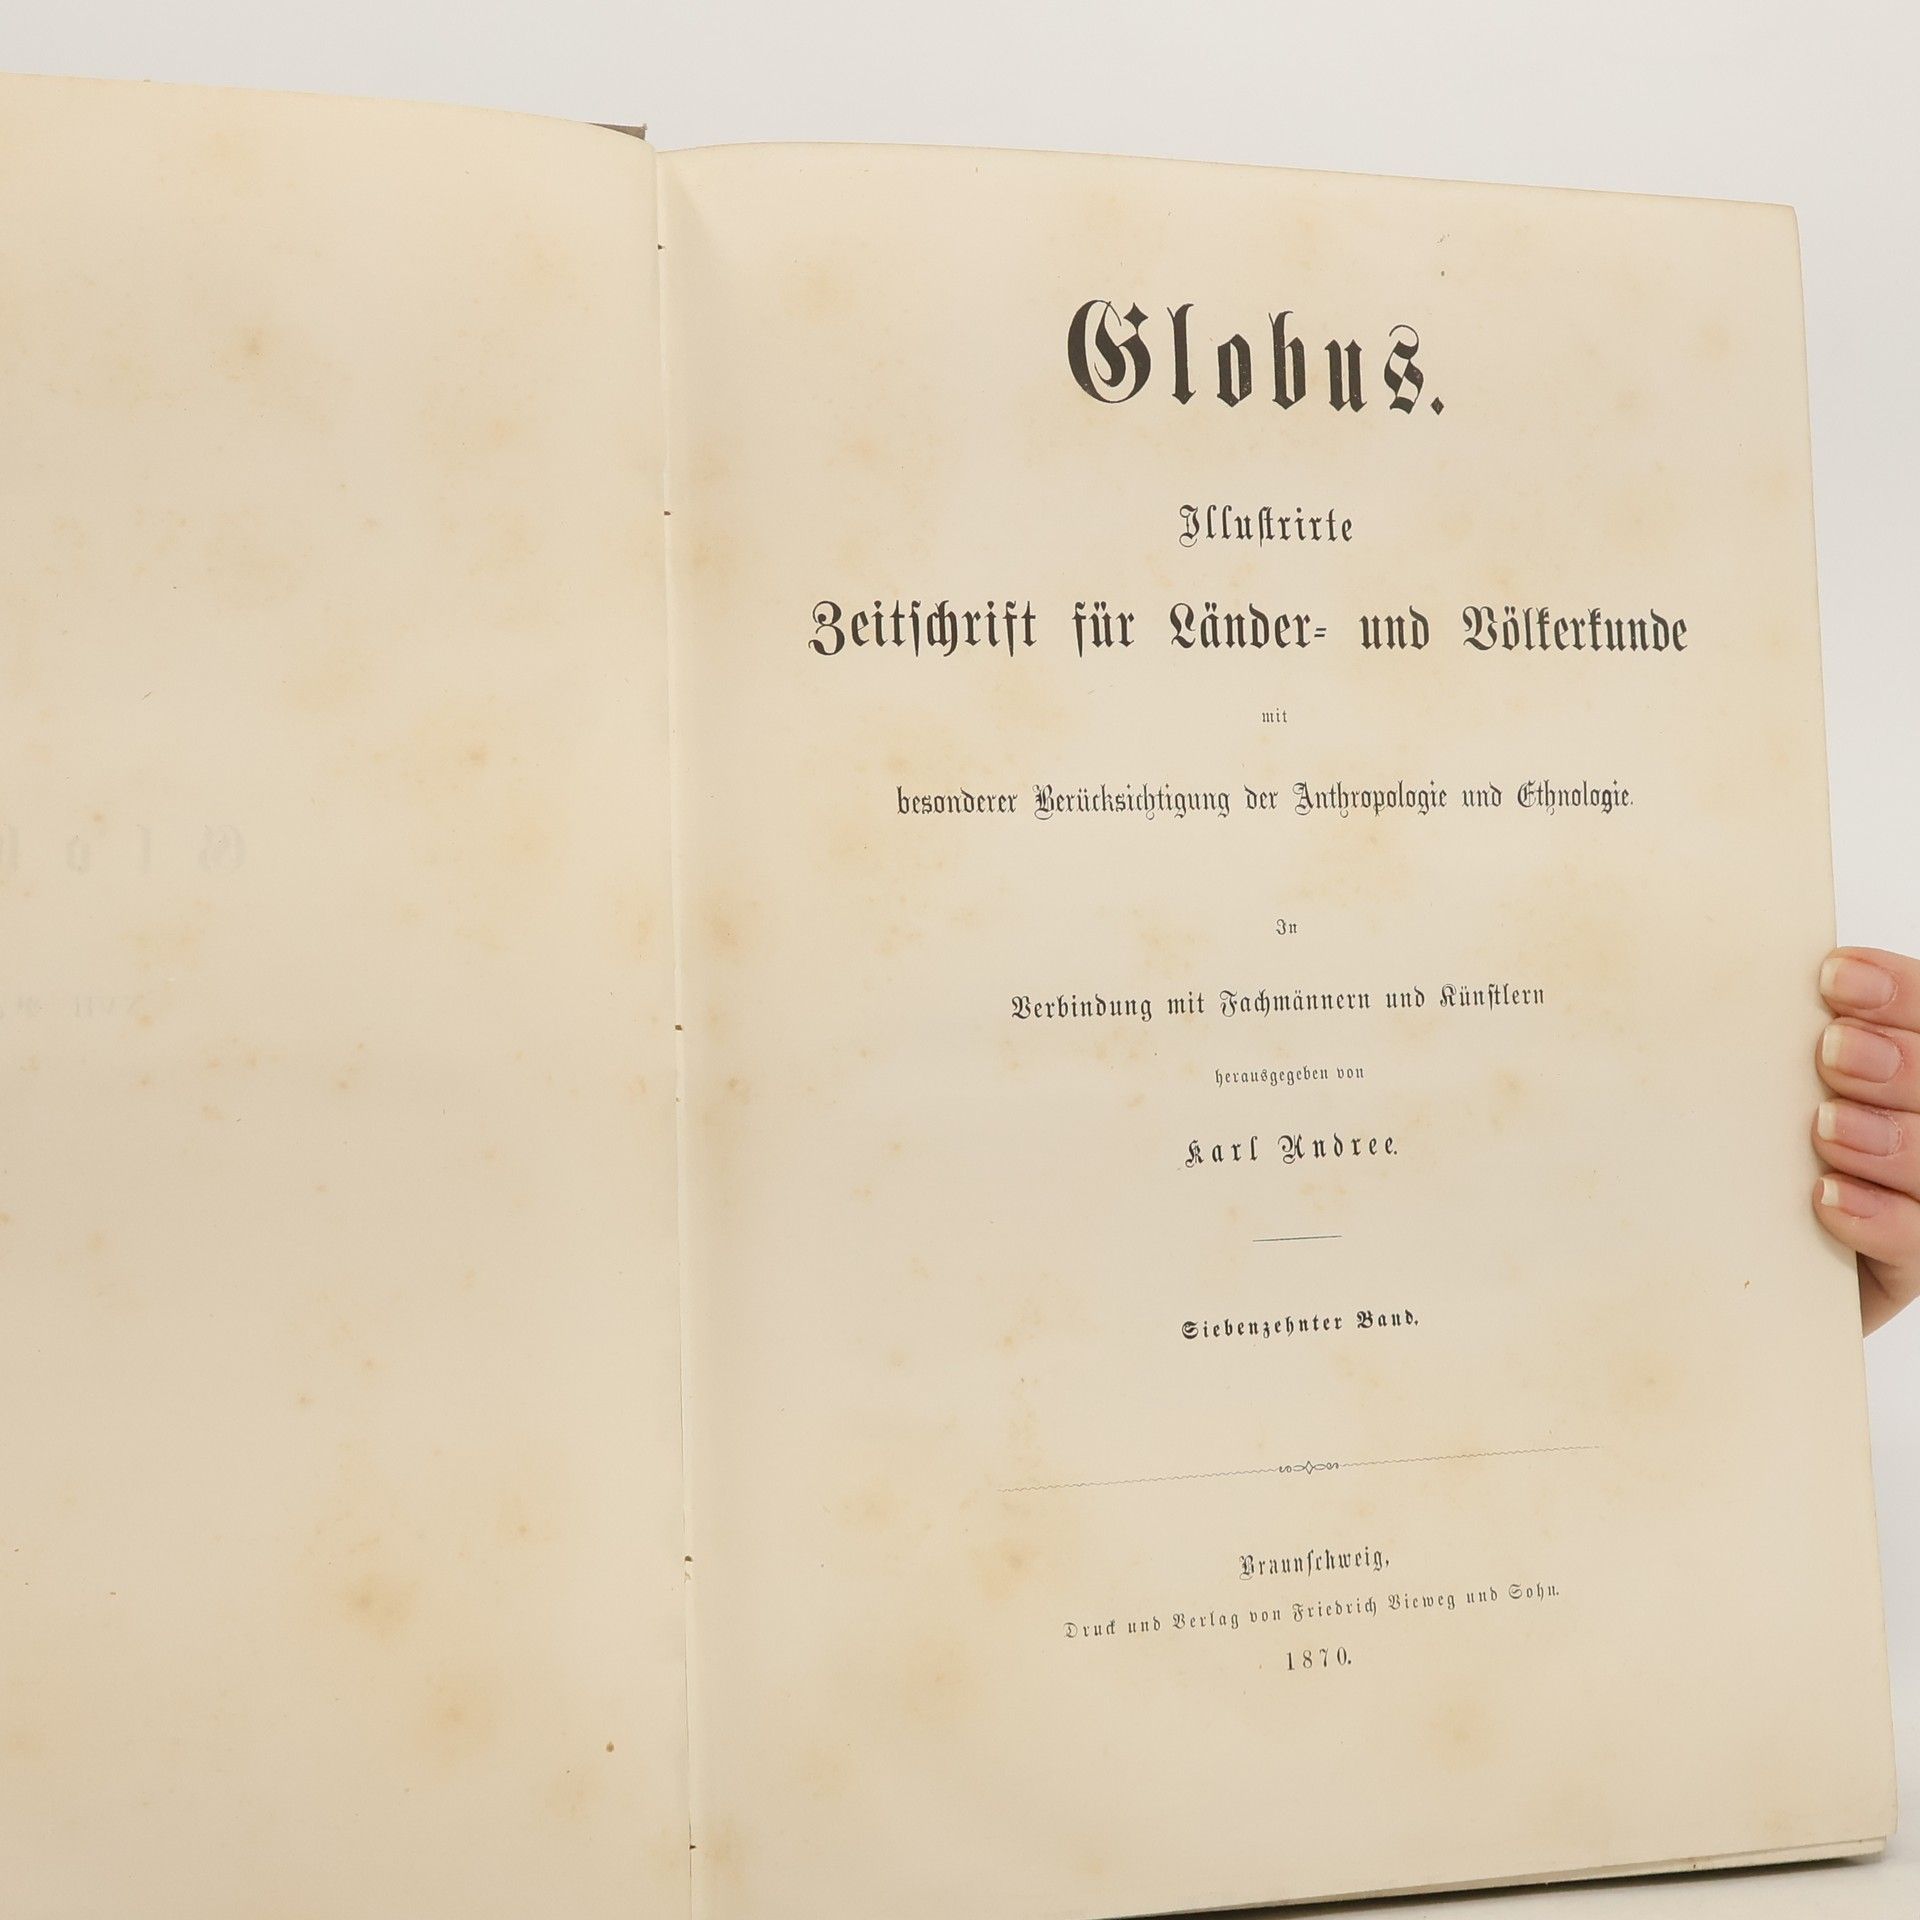 Globus.
Illustrirte
Zeitschrift für Länder- und Völkerkunde
mit
besonderer Berücksichtigung der Anthropologie und Ethnologie.
In
Verbindung mit Fachmännern und Künstlern
herausgegeben von
Karl Andree.
Siebenzehnter Band.
Braunschweig,
Druck und Verlag von Friedrich Vieweg und Sohn.
1870.